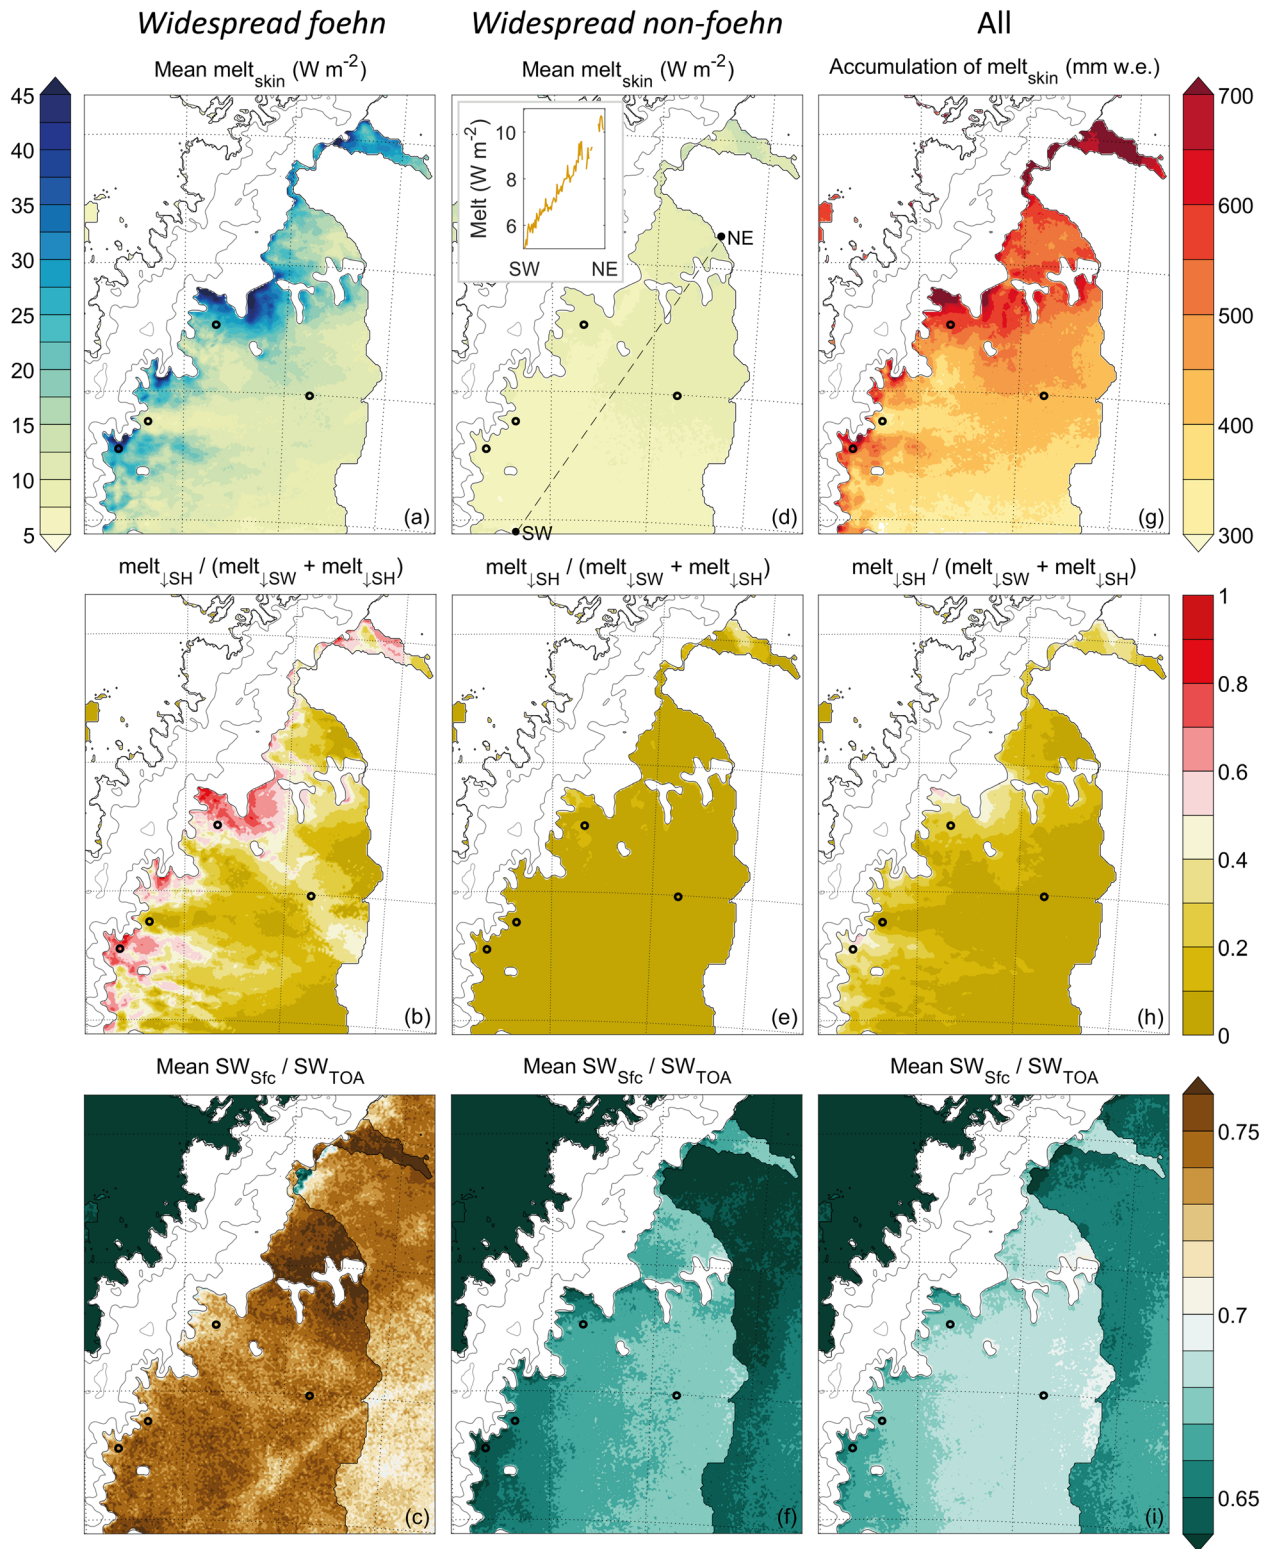 Widespread foehn
Widespread non-foehn
All
Mean melt_skin (W m⁻²)
Mean melt_skin (W m⁻²)
Accumulation of melt_skin (mm w.e.)
45
40
35
30
25
20
15
10
5
(a)
Melt (W m⁻²)
10
8
6
SW
NE
NE
SW
(d)
(g)
700
600
500
400
300
melt↓SH / (melt↓SW + melt↓SH)
melt↓SH / (melt↓SW + melt↓SH)
melt↓SH / (melt↓SW + melt↓SH)
(b)
(e)
(h)
1
0.8
0.6
0.4
0.2
0
Mean SW_Sfc / SW_TOA
Mean SW_Sfc / SW_TOA
Mean SW_Sfc / SW_TOA
(c)
(f)
(i)
0.75
0.7
0.65